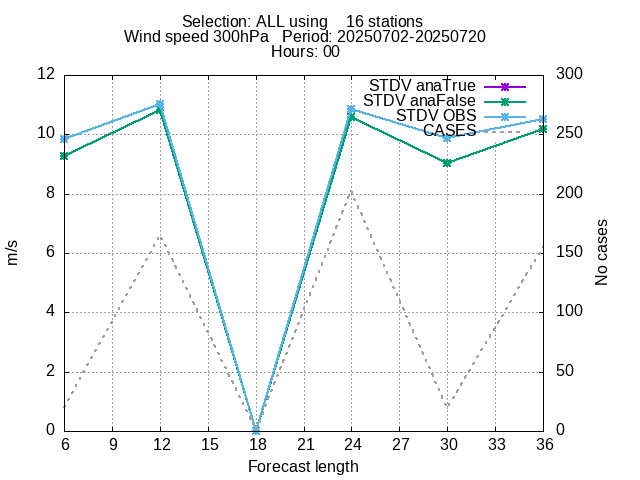 Selection: ALL using    16 stations
Wind speed 300hPa   Period: 20250702-20250720
Hours: 00
STDV anaTrue
STDV anaFalse
STDV OBS
CASES
12
10
8
6
4
2
0
m/s
300
250
200
150
100
50
0
No cases
6 9 12 15 18 21 24 27 30 33 36
Forecast length